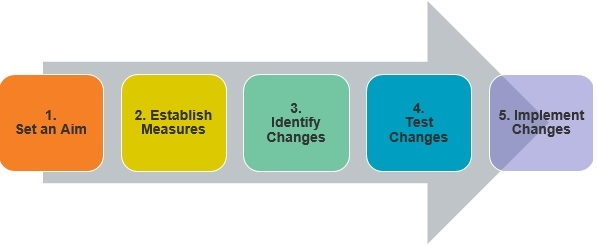 1.
Set an Aim
2. Establish
Measures
3.
Identify
Changes
4.
Test
Changes
5. Implement
Changes